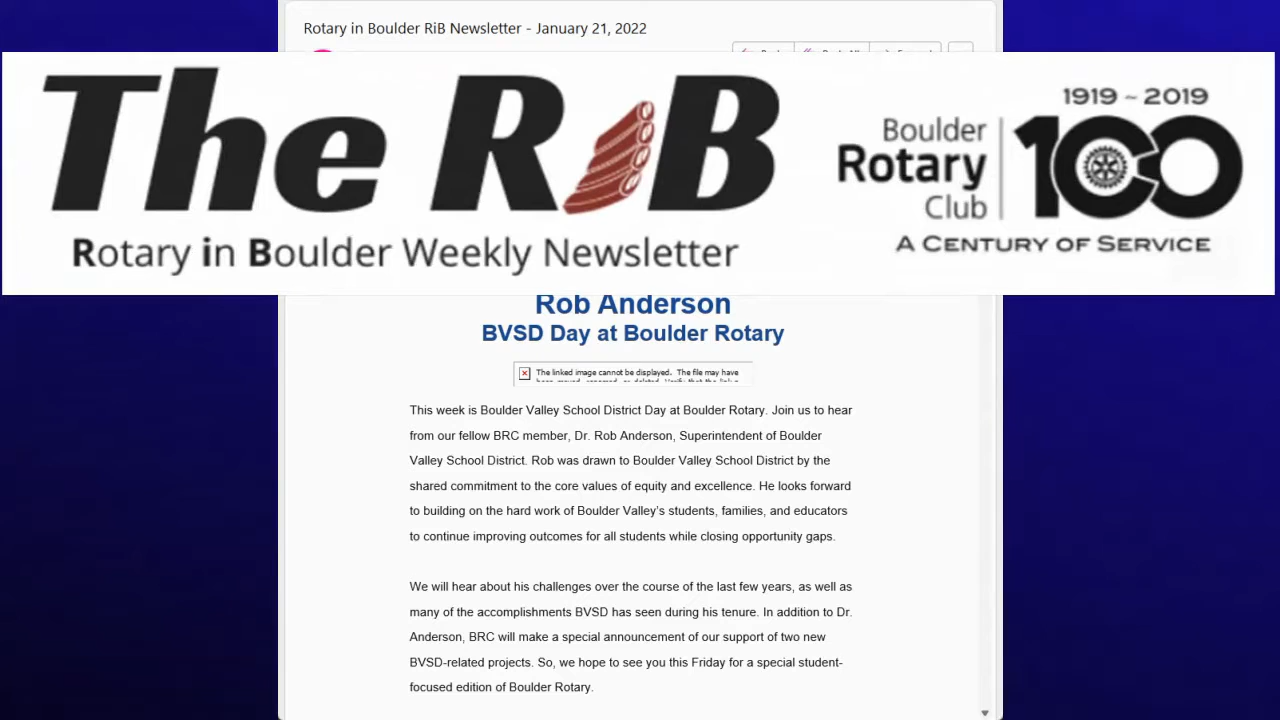 Rotary in Boulder RiB Newsletter - January 21, 2022
The RiB
Rotary in Boulder Weekly Newsletter
1919 ~ 2019
Boulder
Rotary
Club
100
A CENTURY OF SERVICE
Rob Anderson
BVSD Day at Boulder Rotary
The linked image cannot be displayed. The file may have
This week is Boulder Valley School District Day at Boulder Rotary. Join us to hear
from our fellow BRC member, Dr. Rob Anderson, Superintendent of Boulder
Valley School District. Rob was drawn to Boulder Valley School District by the
shared commitment to the core values of equity and excellence. He looks forward
to building on the hard work of Boulder Valley's students, families, and educators
to continue improving outcomes for all students while closing opportunity gaps.
We will hear about his challenges over the course of the last few years, as well as
many of the accomplishments BVSD has seen during his tenure. In addition to Dr.
Anderson, BRC will make a special announcement of our support of two new
BVSD-related projects. So, we hope to see you this Friday for a special student-
focused edition of Boulder Rotary.